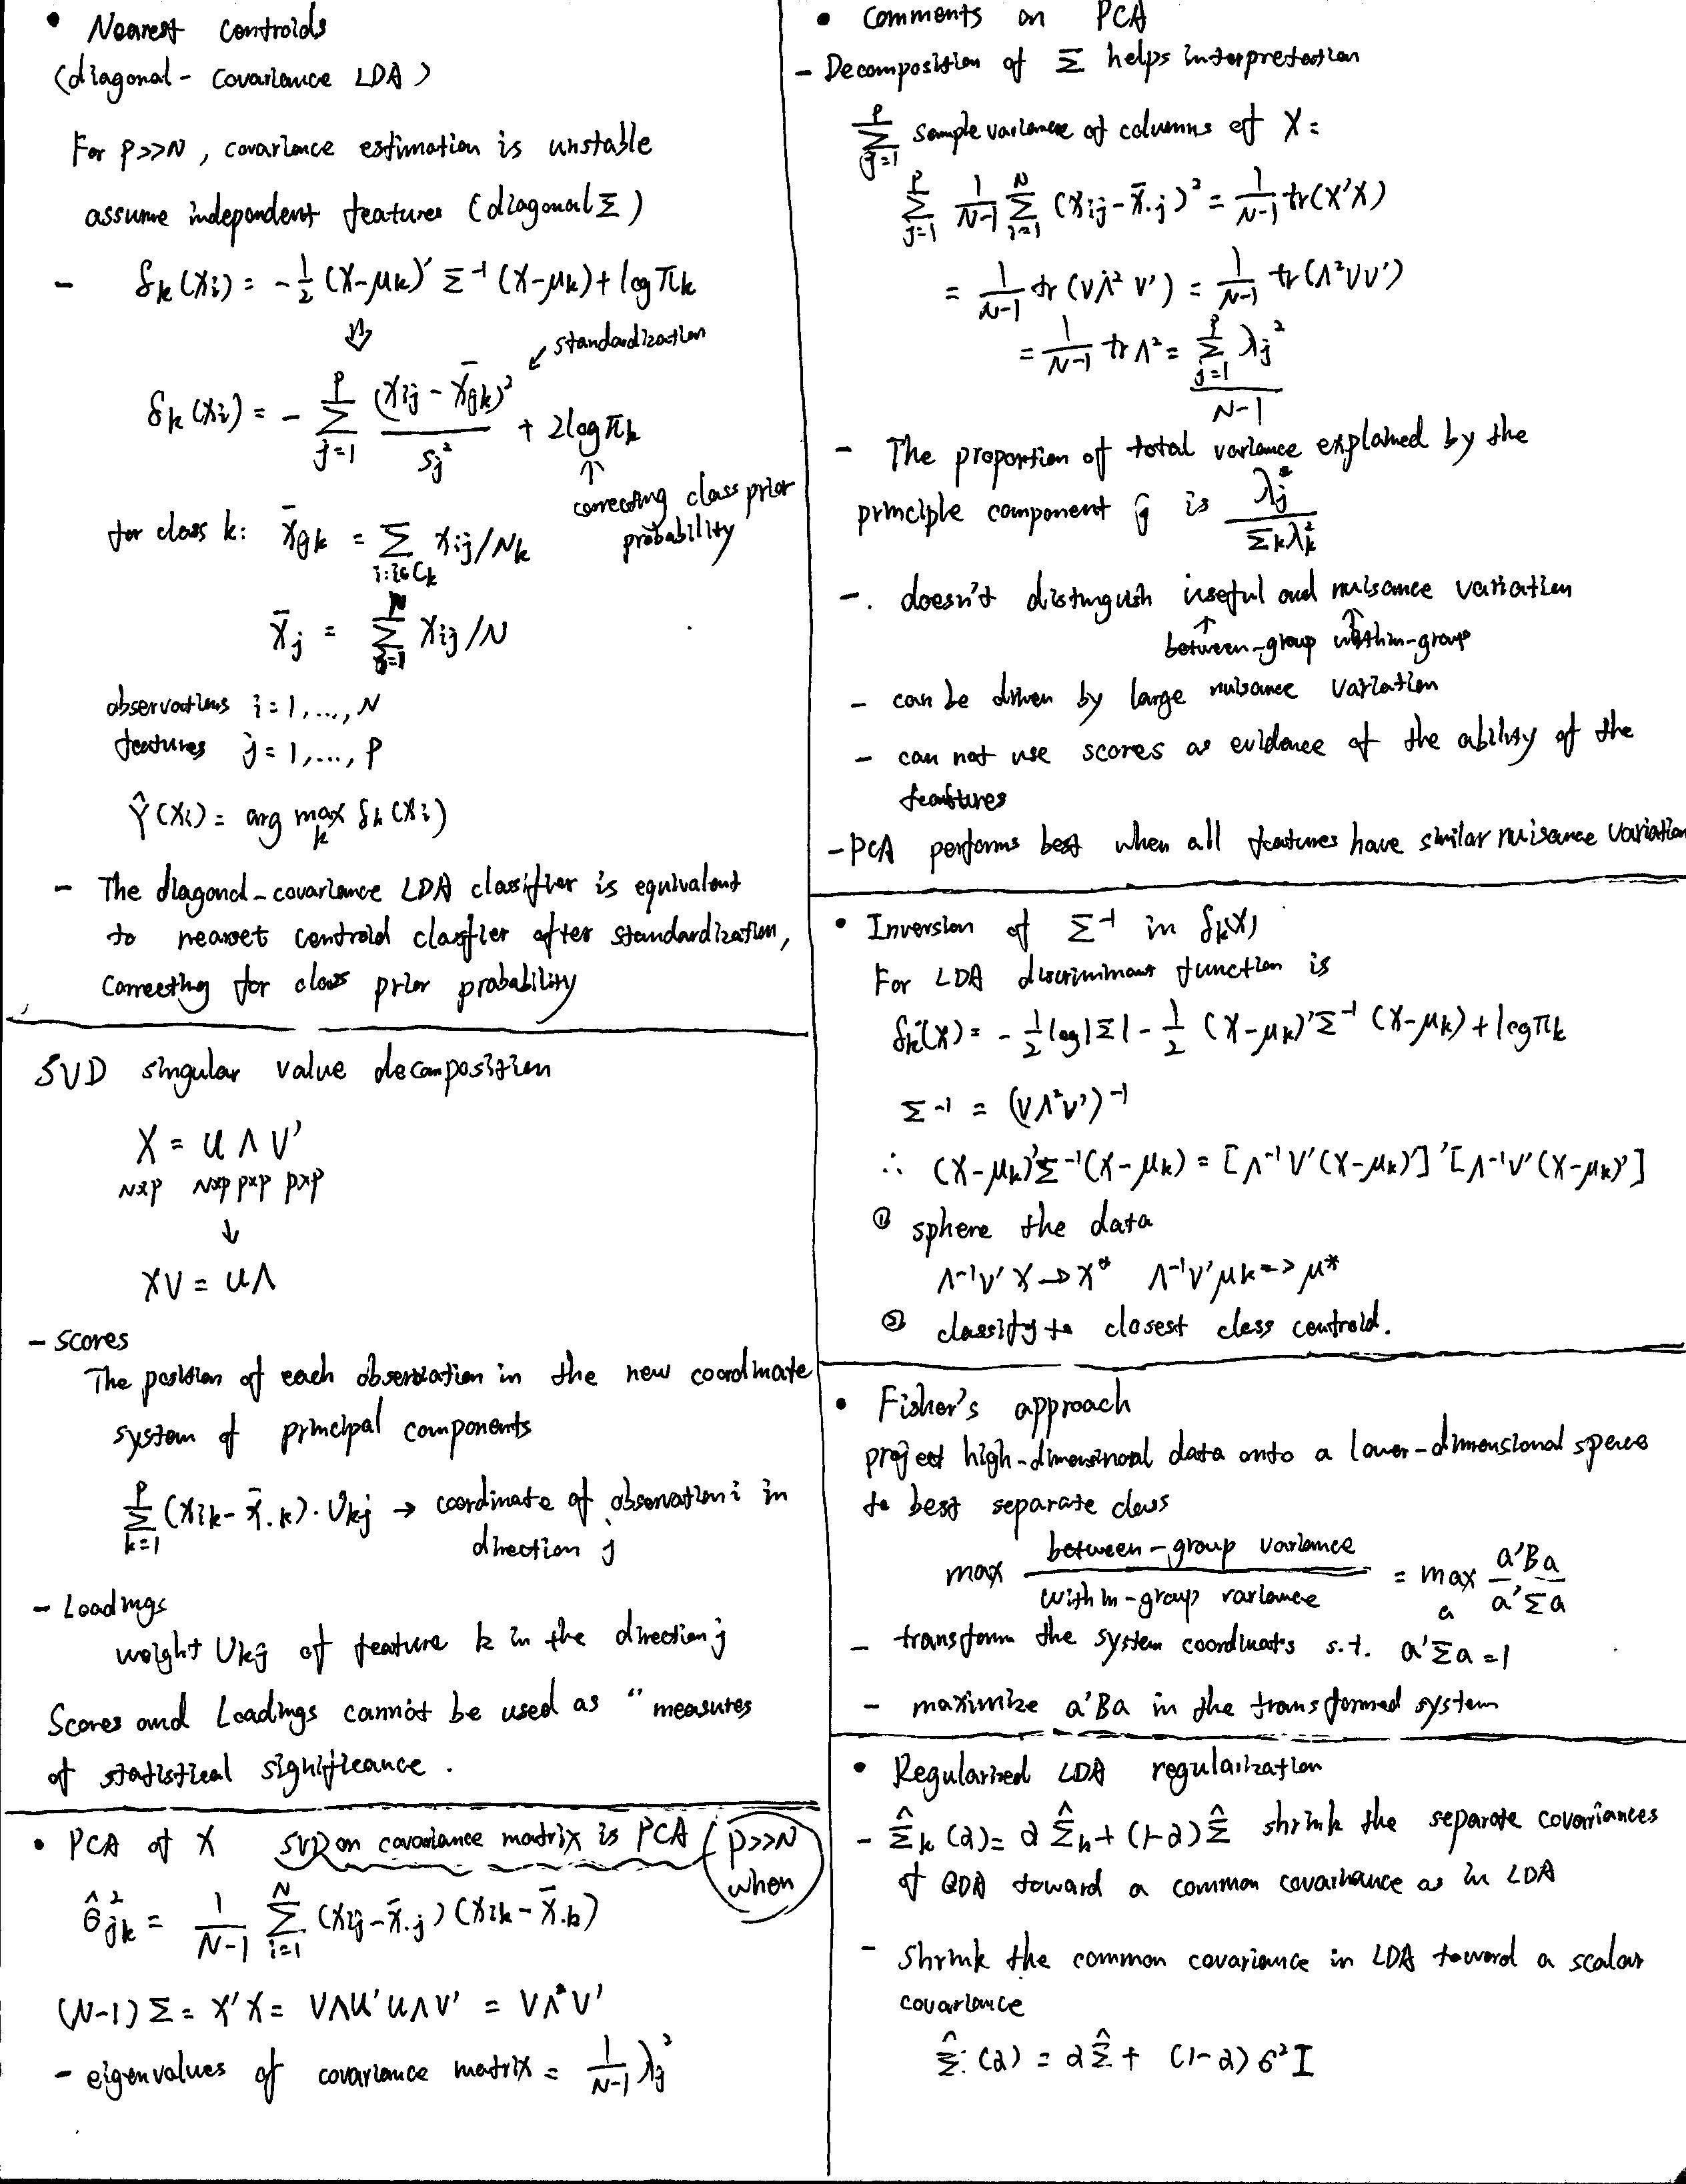 • Nearest Centroids
(diagonal - Covariance LDA)
For p>>N, covariance estimation is unstable
assume independent features (diagonal Σ)
- δk(xi) = -1/2 (X-μk)' Σ⁻¹ (X-μk) + log πk
⇓
↙ standardization
δk(xi) = - Σ_{j=1}^{p} (xij - x̄jk)²/sj² + 2log πk
↑
correcting class prior probability
for class k: x̄jk = Σ_{i:i∈Ck} xij/Nk
x̄j = Σ_{j=1}^{N} xij/N
observations i=1,...,N
features j=1,...,p
Ŷ(xi) = arg max_k δk(xi)
- The diagonal-covariance LDA classifier is equivalent
to nearest centroid classfier after standardization,
correcting for class prior probability
SVD singular value decomposition
X = U Λ V'
N×p N×p p×p p×p
↓
XV = UΛ
- Scores
The position of each observation in the new coordinate
system of principal components
Σ_{k=1}^{p} (xik - x̄.k)·Vkj → coordinate of observation i in
direction j
- Loadings
weight Vkj of feature k in the direction j
Scores and Loadings cannot be used as " measures
of statistical significance.
• PCA of X SVD on covariance matrix is PCA (p>>N
when
σ̂²jk = 1/(N-1) Σ_{i=1}^{N} (xij-x̄.j)(xik-x̄.k)
(N-1)Σ = X'X = VΛU'UΛV' = VΛ²V'
- eigenvalues of covariance matrix = 1/(N-1) λj²
• Comments on PCA
- Decomposition of Σ helps interpretation
Σ_{j=1}^{p} sample variance of columns of X =
Σ_{j=1}^{p} 1/(N-1) Σ_{i=1}^{N} (xij-x̄.j)² = 1/(N-1) tr(X'X)
= 1/(N-1) tr(VΛ²V') = 1/(N-1) tr(Λ²VV')
= 1/(N-1) tr Λ² = Σ_{j=1}^{p} λj² / (N-1)
- The proportion of total variance explained by the
principle component j is λj²/Σkλk²
-. doesn't distinguish useful and nuisance variation
↑ ↑
between-group within-group
- can be driven by large nuisance variation
- can not use scores as evidence of the ability of the
features
- PCA performs best when all features have similar nuisance variation
• Inversion of Σ⁻¹ in δk(x)
For LDA discriminant function is
δk(X) = -1/2 log|Σ| - 1/2 (X-μk)'Σ⁻¹(X-μk) + log πk
Σ⁻¹ = (VΛ²V')⁻¹
∴ (X-μk)'Σ⁻¹(X-μk) = [Λ⁻¹V'(X-μk)']'[Λ⁻¹V'(X-μk)']
① sphere the data
Λ⁻¹V'X → X* Λ⁻¹V'μk => μ*
② classify to closest class centroid.
• Fisher's approach
project high-dimensional data onto a lower-dimensional space
to best separate class
max between-group variance / within-group variance = max_a a'Ba/a'Σa
- transform the system coordinates s.t. a'Σa=1
- maximize a'Ba in the transformed system
• Regularized LDA regularization
- Σ̂k(α) = αΣ̂k + (1-α)Σ̂ shrink the separate covariances
of QDA toward a common covariance as in LDA
- Shrink the common covariance in LDA toward a scalar
covariance
Σ̂(α) = αΣ̂ + (1-α)σ²I